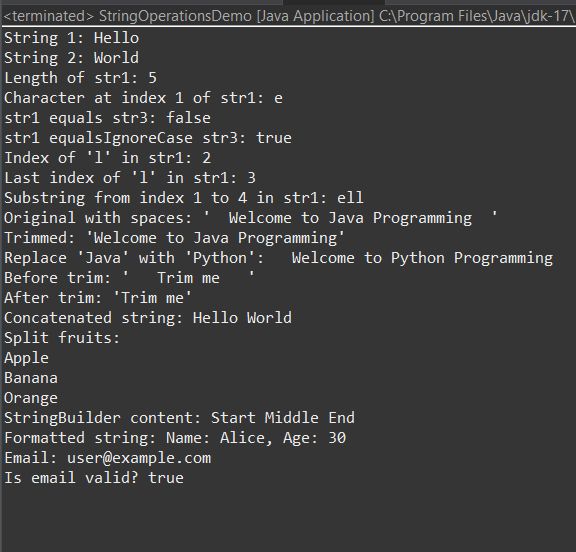 <terminated> StringOperationsDemo [Java Application] C:\Program Files\Java\jdk-17\
String 1: Hello
String 2: World
Length of str1: 5
Character at index 1 of str1: e
str1 equals str3: false
str1 equalsIgnoreCase str3: true
Index of 'l' in str1: 2
Last index of 'l' in str1: 3
Substring from index 1 to 4 in str1: ell
Original with spaces: '  Welcome to Java Programming  '
Trimmed: 'Welcome to Java Programming'
Replace 'Java' with 'Python':   Welcome to Python Programming
Before trim: '   Trim me   '
After trim: 'Trim me'
Concatenated string: Hello World
Split fruits:
Apple
Banana
Orange
StringBuilder content: Start Middle End
Formatted string: Name: Alice, Age: 30
Email: user@example.com
Is email valid? true